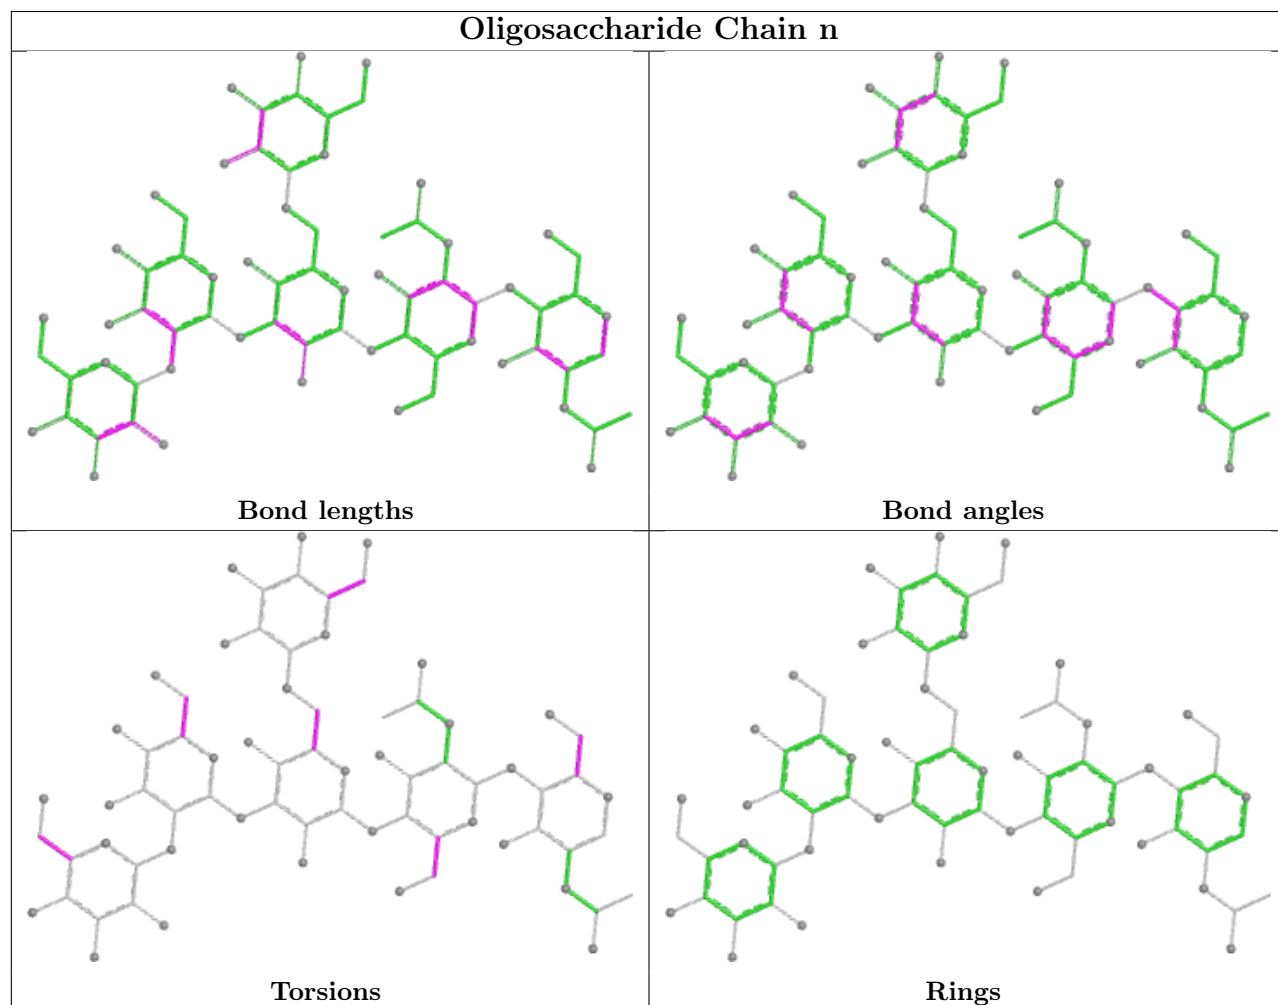 Oligosaccharide Chain n
Bond lengths
Bond angles
Torsions
Rings